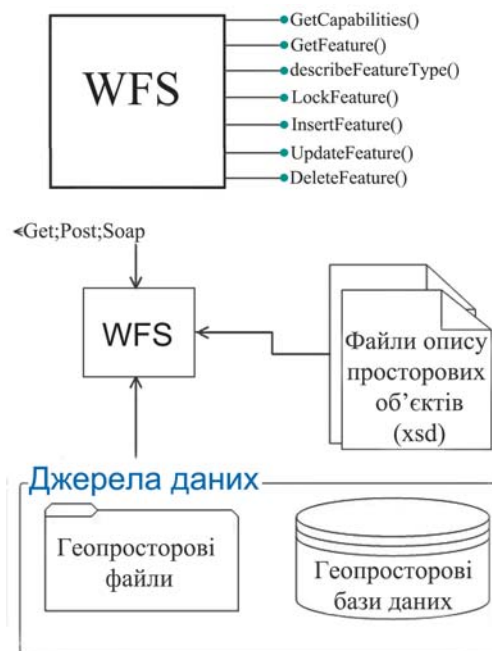 WFS
GetCapabilities()
GetFeature()
describeFeatureType()
LockFeature()
InsertFeature()
UpdateFeature()
DeleteFeature()
Get;Post;Soap
WFS
Файли опису
просторових
об’єктів
(xsd)
Джерела даних
Геопросторові
файли
Геопросторові
бази даних